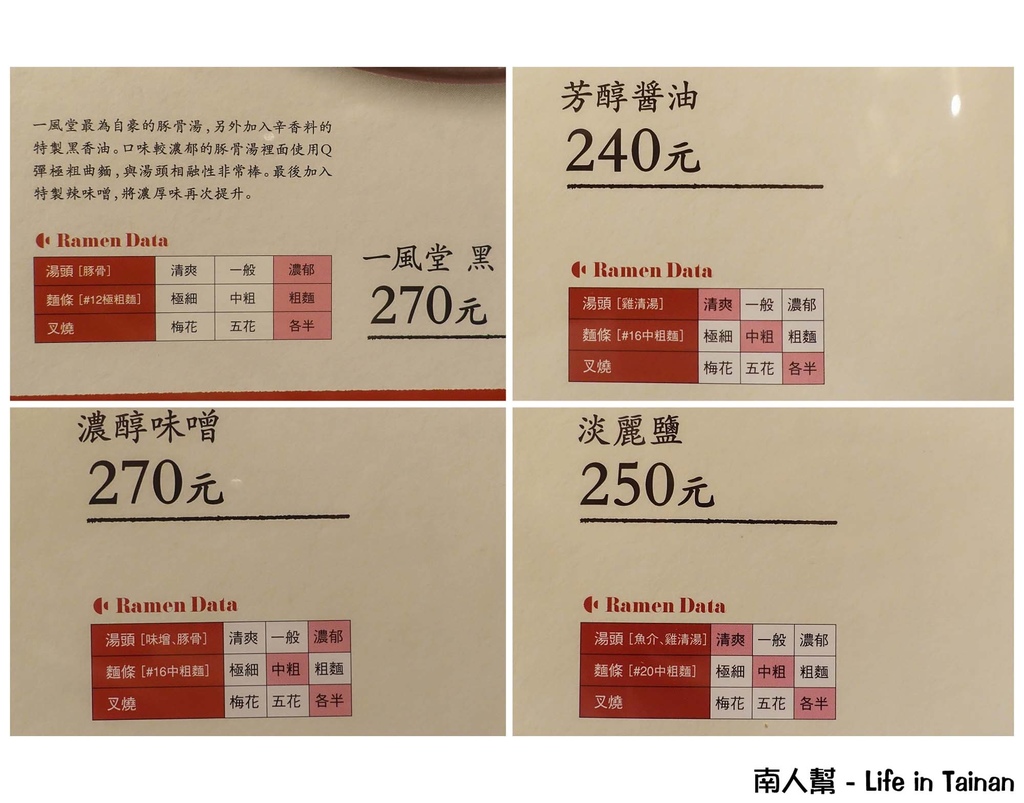 一風堂最為自豪的豚骨湯,另外加入辛香料的
特製黑香油。口味較濃郁的豚骨湯裡面使用Q
彈極粗曲麵,與湯頭相融性非常棒。最後加入
特製辣味噌,將濃厚味再次提升。
Ramen Data
湯頭 [豚骨] 清爽 一般 濃郁
麵條 [#12極粗麵] 極細 中粗 粗麵
叉燒 梅花 五花 各半
一風堂 黑
270元
芳醇醬油
240元
Ramen Data
湯頭 [雞清湯] 清爽 一般 濃郁
麵條 [#16中粗麵] 極細 中粗 粗麵
叉燒 梅花 五花 各半
濃醇味噌
270元
Ramen Data
湯頭 [味增、豚骨] 清爽 一般 濃郁
麵條 [#16中粗麵] 極細 中粗 粗麵
叉燒 梅花 五花 各半
淡麗鹽
250元
Ramen Data
湯頭 [魚介、雞清湯] 清爽 一般 濃郁
麵條 [#20中粗麵] 極細 中粗 粗麵
叉燒 梅花 五花 各半
南人幫 - Life in Tainan